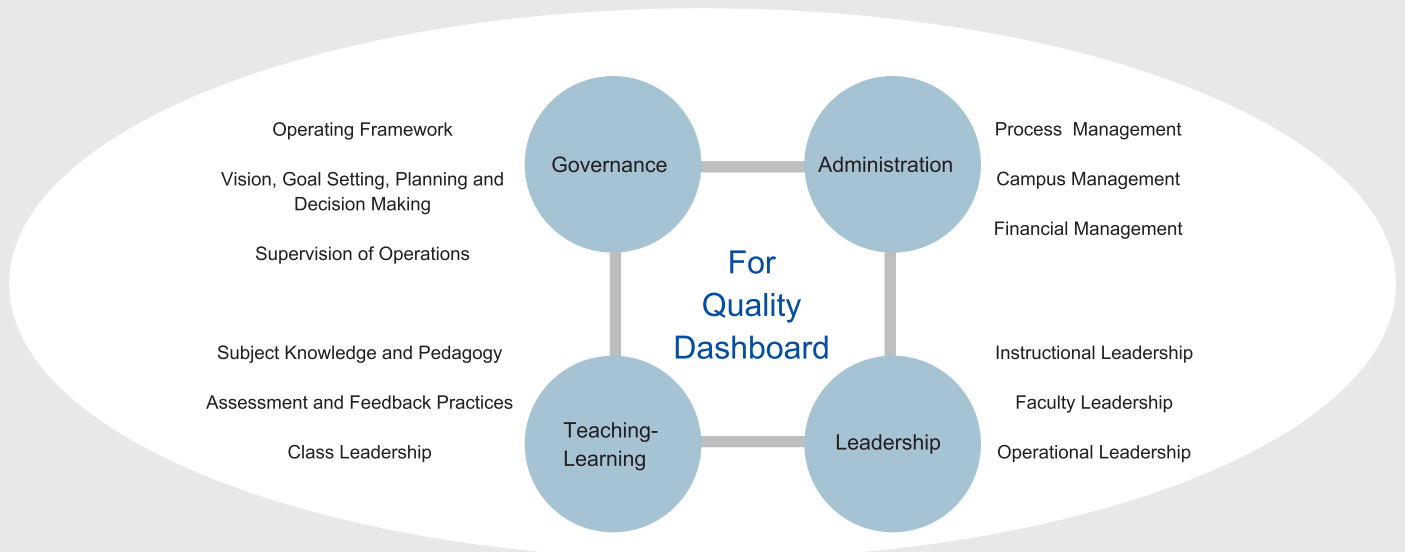 Operating Framework
Vision, Goal Setting, Planning and
Decision Making
Supervision of Operations
Governance
Administration
Process Management
Campus Management
Financial Management
For
Quality
Dashboard
Subject Knowledge and Pedagogy
Assessment and Feedback Practices
Class Leadership
Teaching-
Learning
Leadership
Instructional Leadership
Faculty Leadership
Operational Leadership